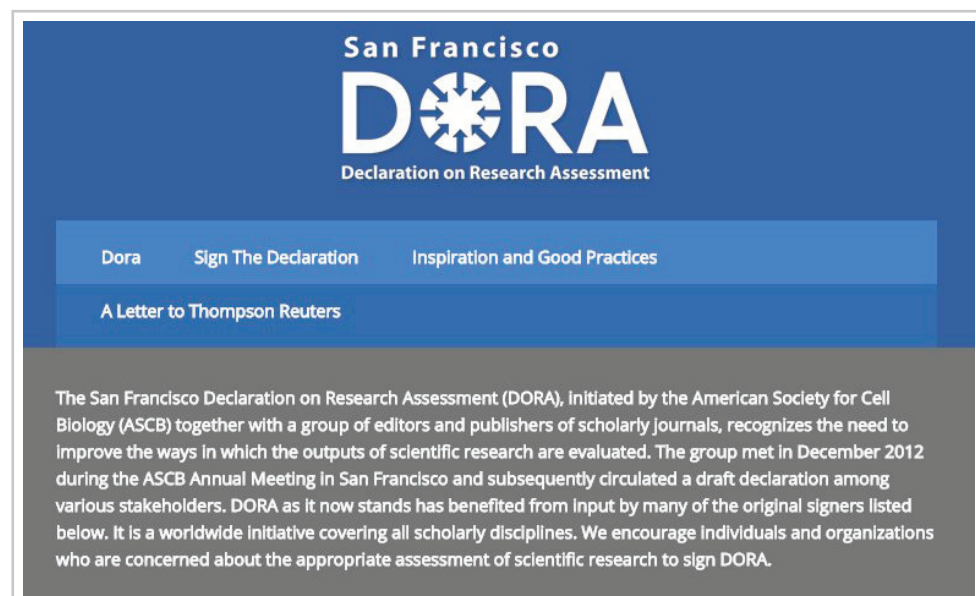 San Francisco
DORA
Declaration on Research Assessment
Dora Sign The Declaration Inspiration and Good Practices
A Letter to Thompson Reuters
The San Francisco Declaration on Research Assessment (DORA), initiated by the American Society for Cell
Biology (ASCB) together with a group of editors and publishers of scholarly journals, recognizes the need to
improve the ways in which the outputs of scientific research are evaluated. The group met in December 2012
during the ASCB Annual Meeting in San Francisco and subsequently circulated a draft declaration among
various stakeholders. DORA as it now stands has benefited from input by many of the original signers listed
below. It is a worldwide initiative covering all scholarly disciplines. We encourage individuals and organizations
who are concerned about the appropriate assessment of scientific research to sign DORA.